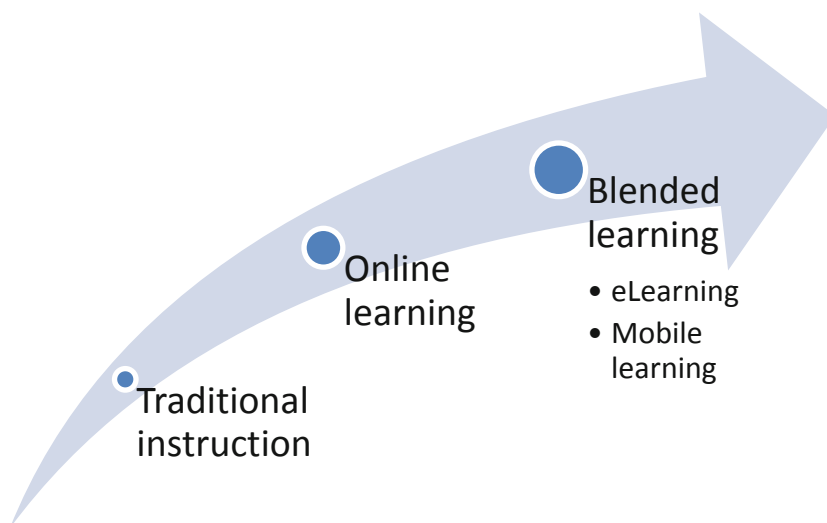 Traditional
instruction
Online
learning
Blended
learning
• eLearning
• Mobile
learning